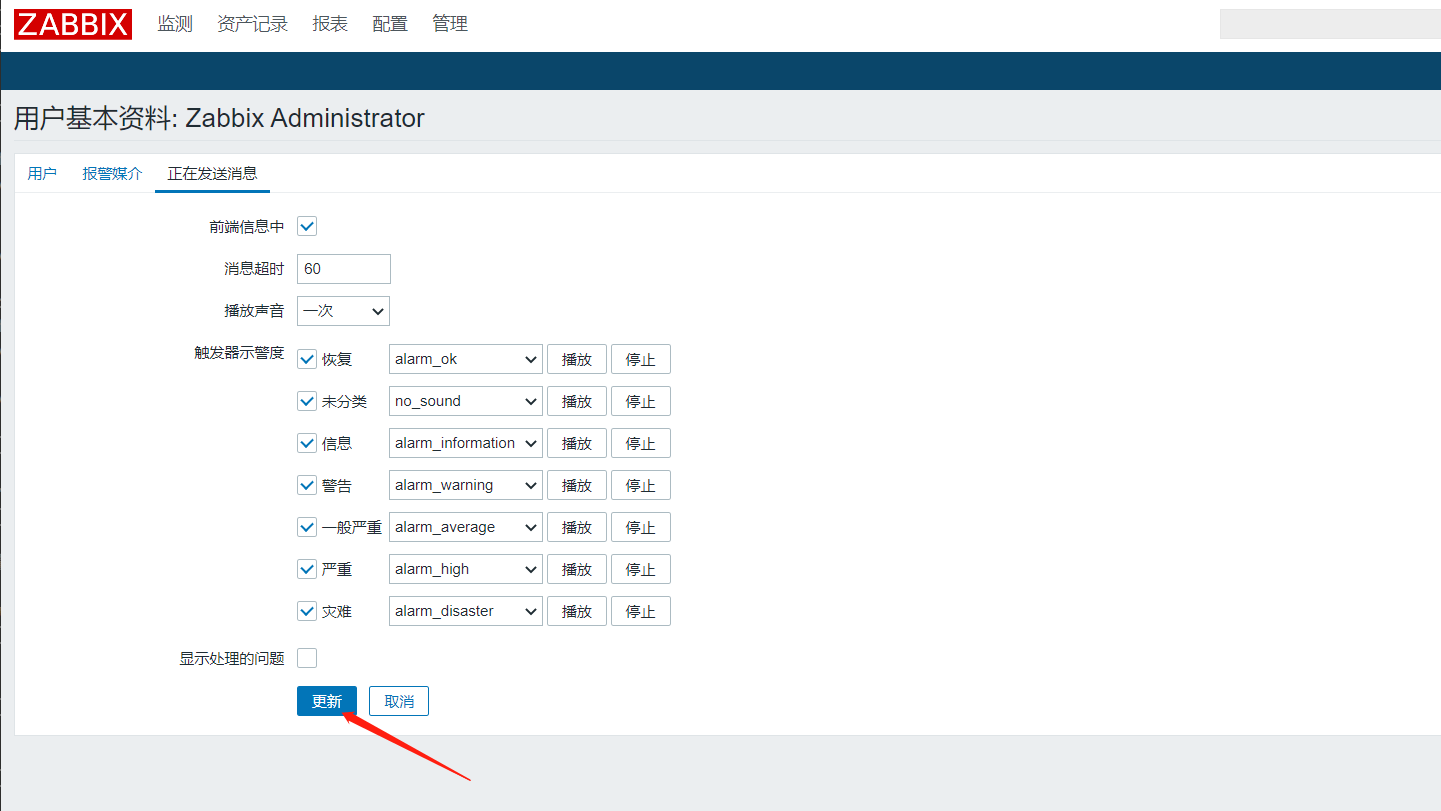 ZABBIX 监测 资产记录 报表 配置 管理
用户基本资料: Zabbix Administrator
用户 报警媒介 正在发送消息
前端信息中
消息超时 60
播放声音 一次
触发器示警度 恢复 alarm_ok 播放 停止
未分类 no_sound 播放 停止
信息 alarm_information 播放 停止
警告 alarm_warning 播放 停止
一般严重 alarm_average 播放 停止
严重 alarm_high 播放 停止
灾难 alarm_disaster 播放 停止
显示处理的问题
更新 取消